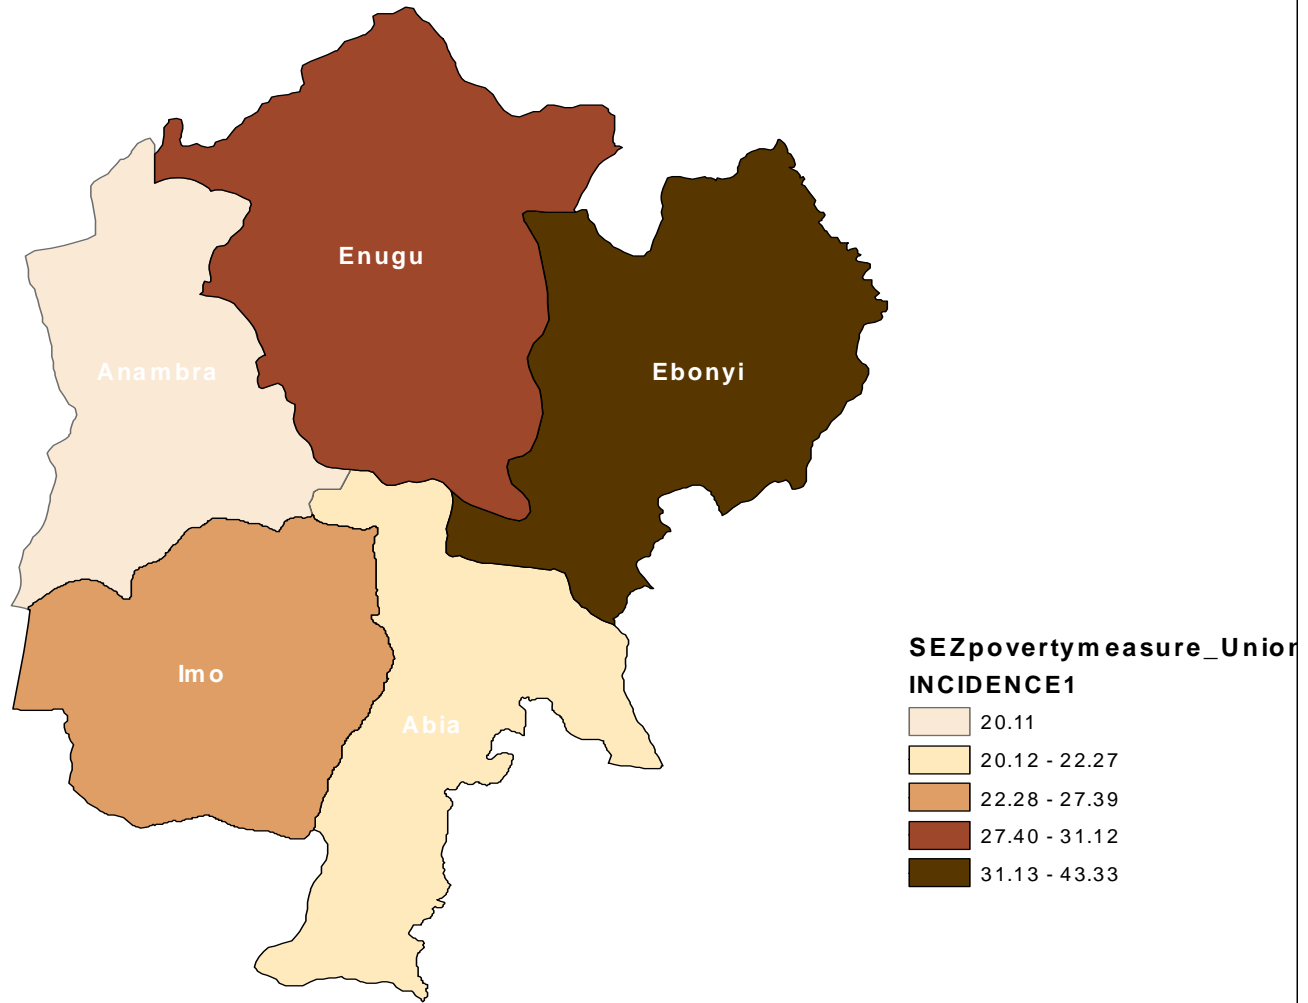 Enugu
Anambra
Ebonyi
Imo
Abia
SEZpovertymeasure_Union
INCIDENCE1
20.11
20.12 - 22.27
22.28 - 27.39
27.40 - 31.12
31.13 - 43.33